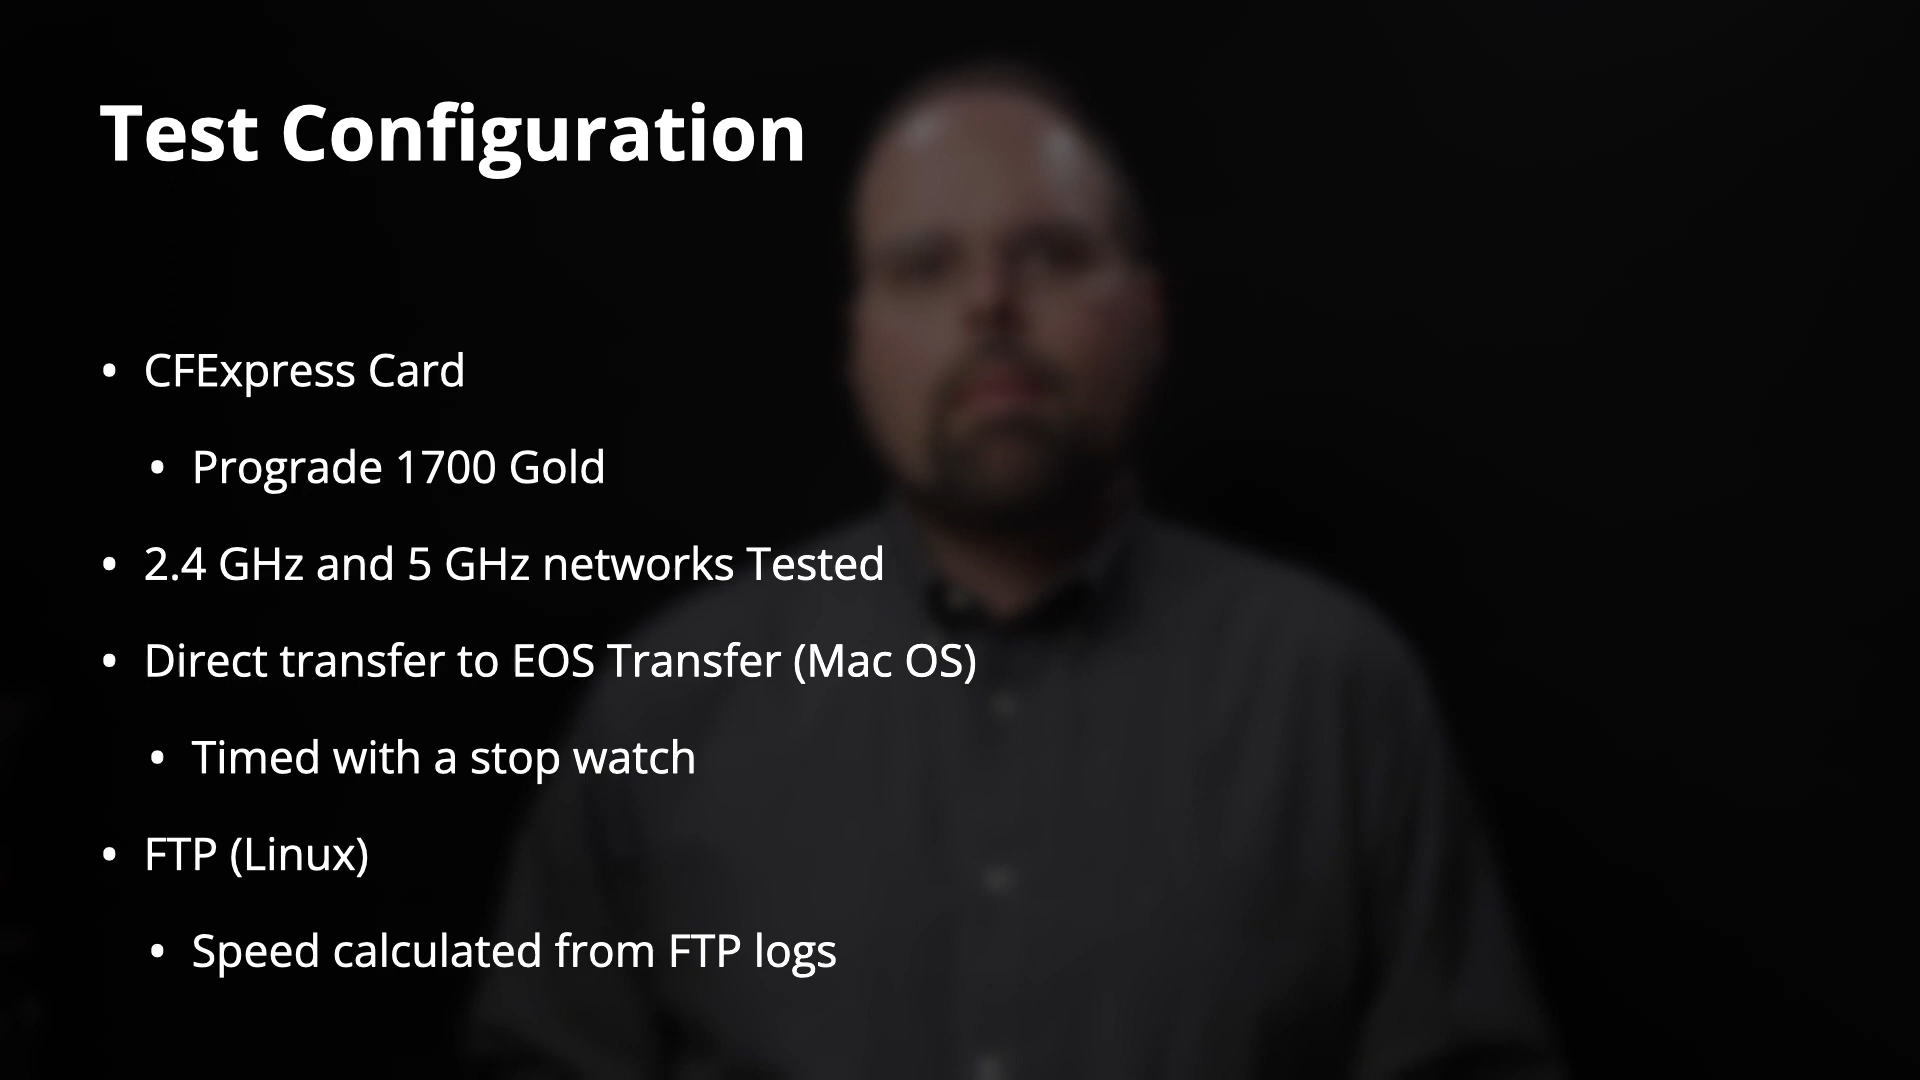 Test Configuration
• CFExpress Card
• Prograde 1700 Gold
• 2.4 GHz and 5 GHz networks Tested
• Direct transfer to EOS Transfer (Mac OS)
• Timed with a stop watch
• FTP (Linux)
• Speed calculated from FTP logs